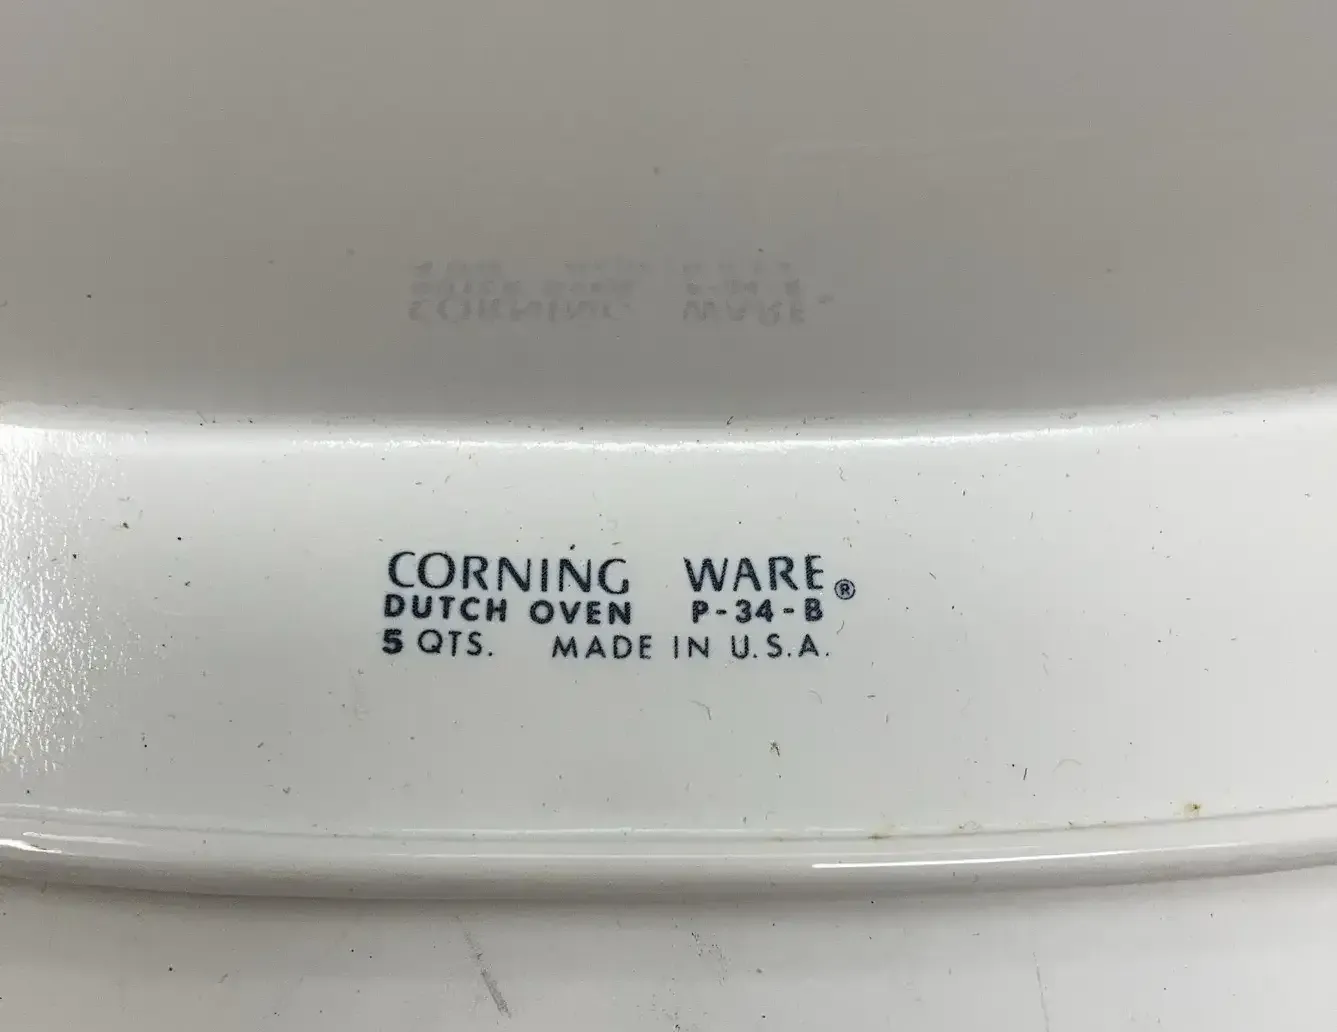 CORNING WARE®
DUTCH OVEN P-34-B
5 QTS. MADE IN U.S.A.